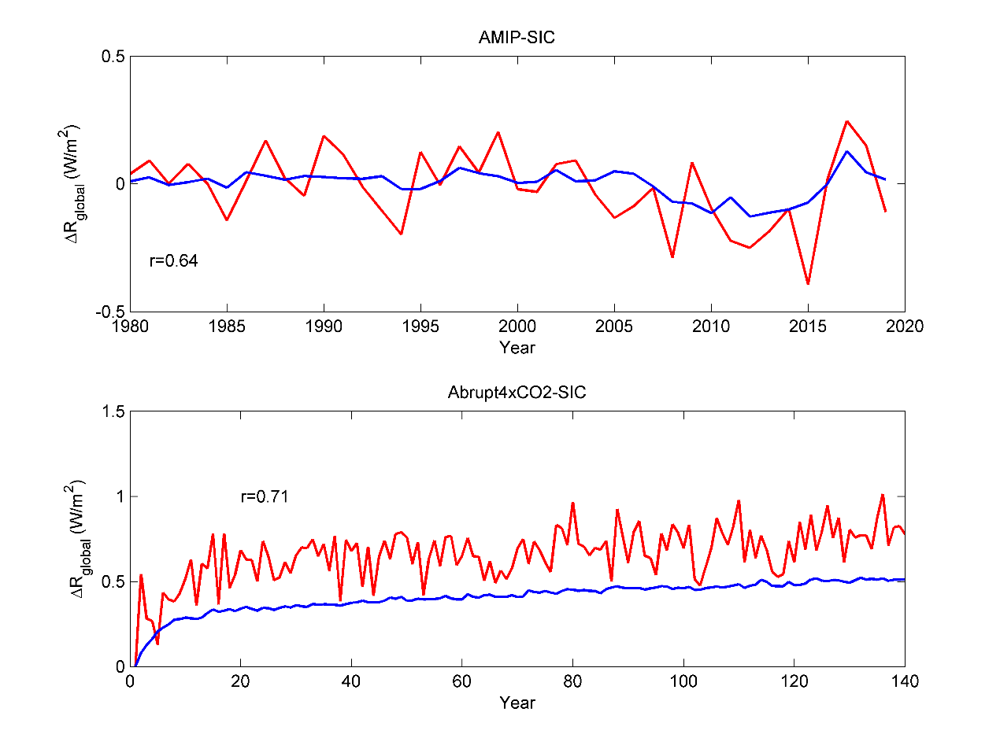 AMIP-SIC
0.5
0
-0.5
ΔR_global (W/m²)
r=0.64
1980 1985 1990 1995 2000 2005 2010 2015 2020
Year
Abrupt4xCO2-SIC
1.5
1
0.5
0
ΔR_global (W/m²)
r=0.71
0 20 40 60 80 100 120 140
Year